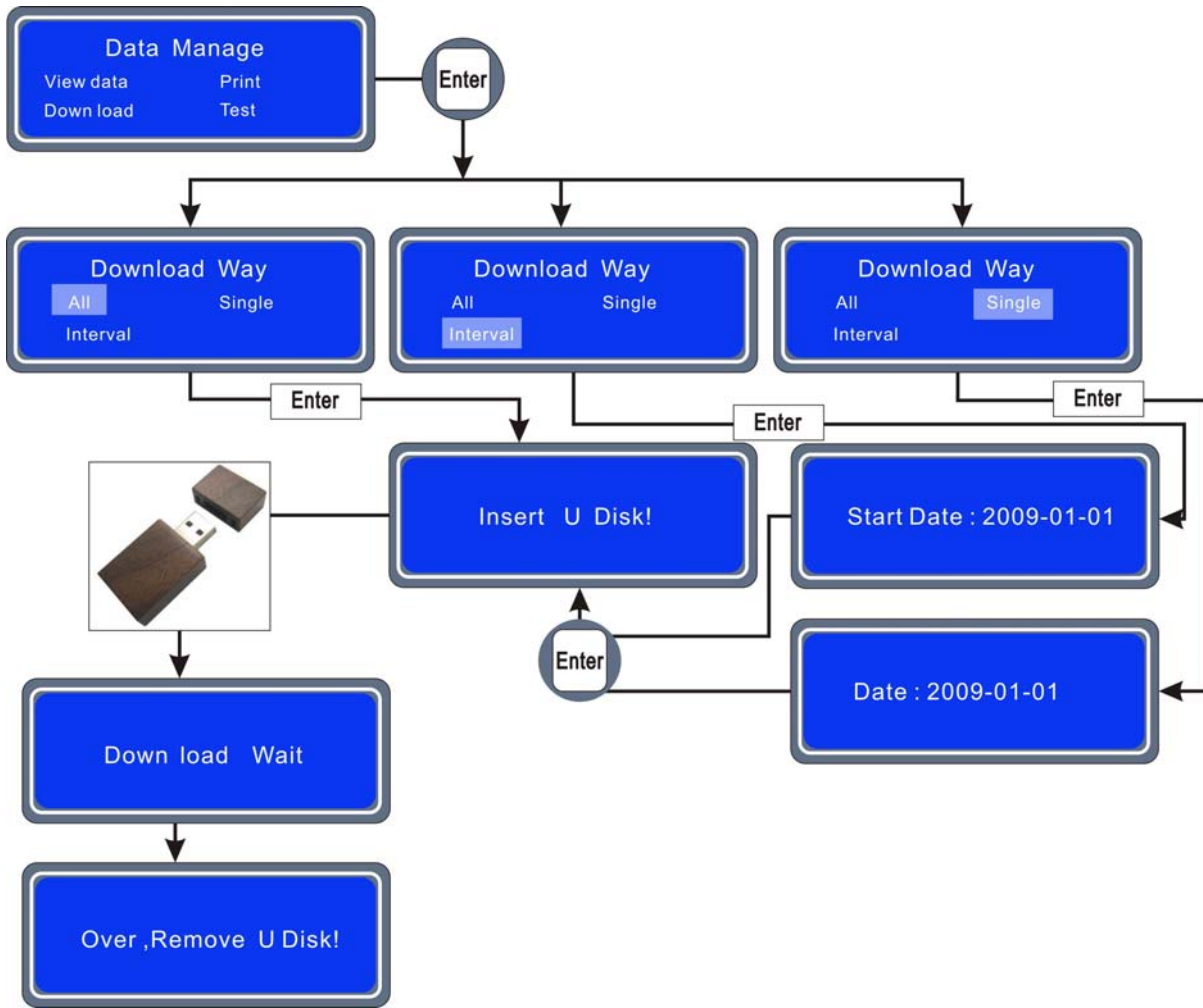 Data Manage
View data Print
Down load Test
Enter
Download Way
All Single
Interval
Download Way
All Single
Interval
Download Way
All Single
Interval
Enter
Enter
Enter
Insert U Disk!
Start Date : 2009-01-01
Enter
Date : 2009-01-01
Down load Wait
Over ,Remove U Disk!